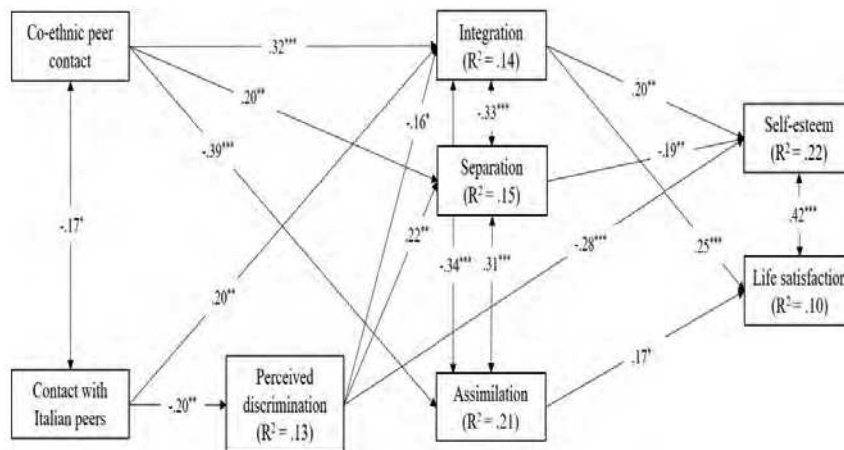 Co-ethnic peer
contact
Integration
(R² = .14)
.32***
.20**
-.39***
-.16*
-.33***
.20**
Self-esteem
(R² = .22)
Separation
(R² = .15)
-.19**
-.17*
.20**
.22**
-.34***
.31***
-.28***
.25***
.42***
Life satisfaction
(R² = .10)
Contact with
Italian peers
-.20**
Perceived
discrimination
(R² = .13)
Assimilation
(R² = .21)
.17*